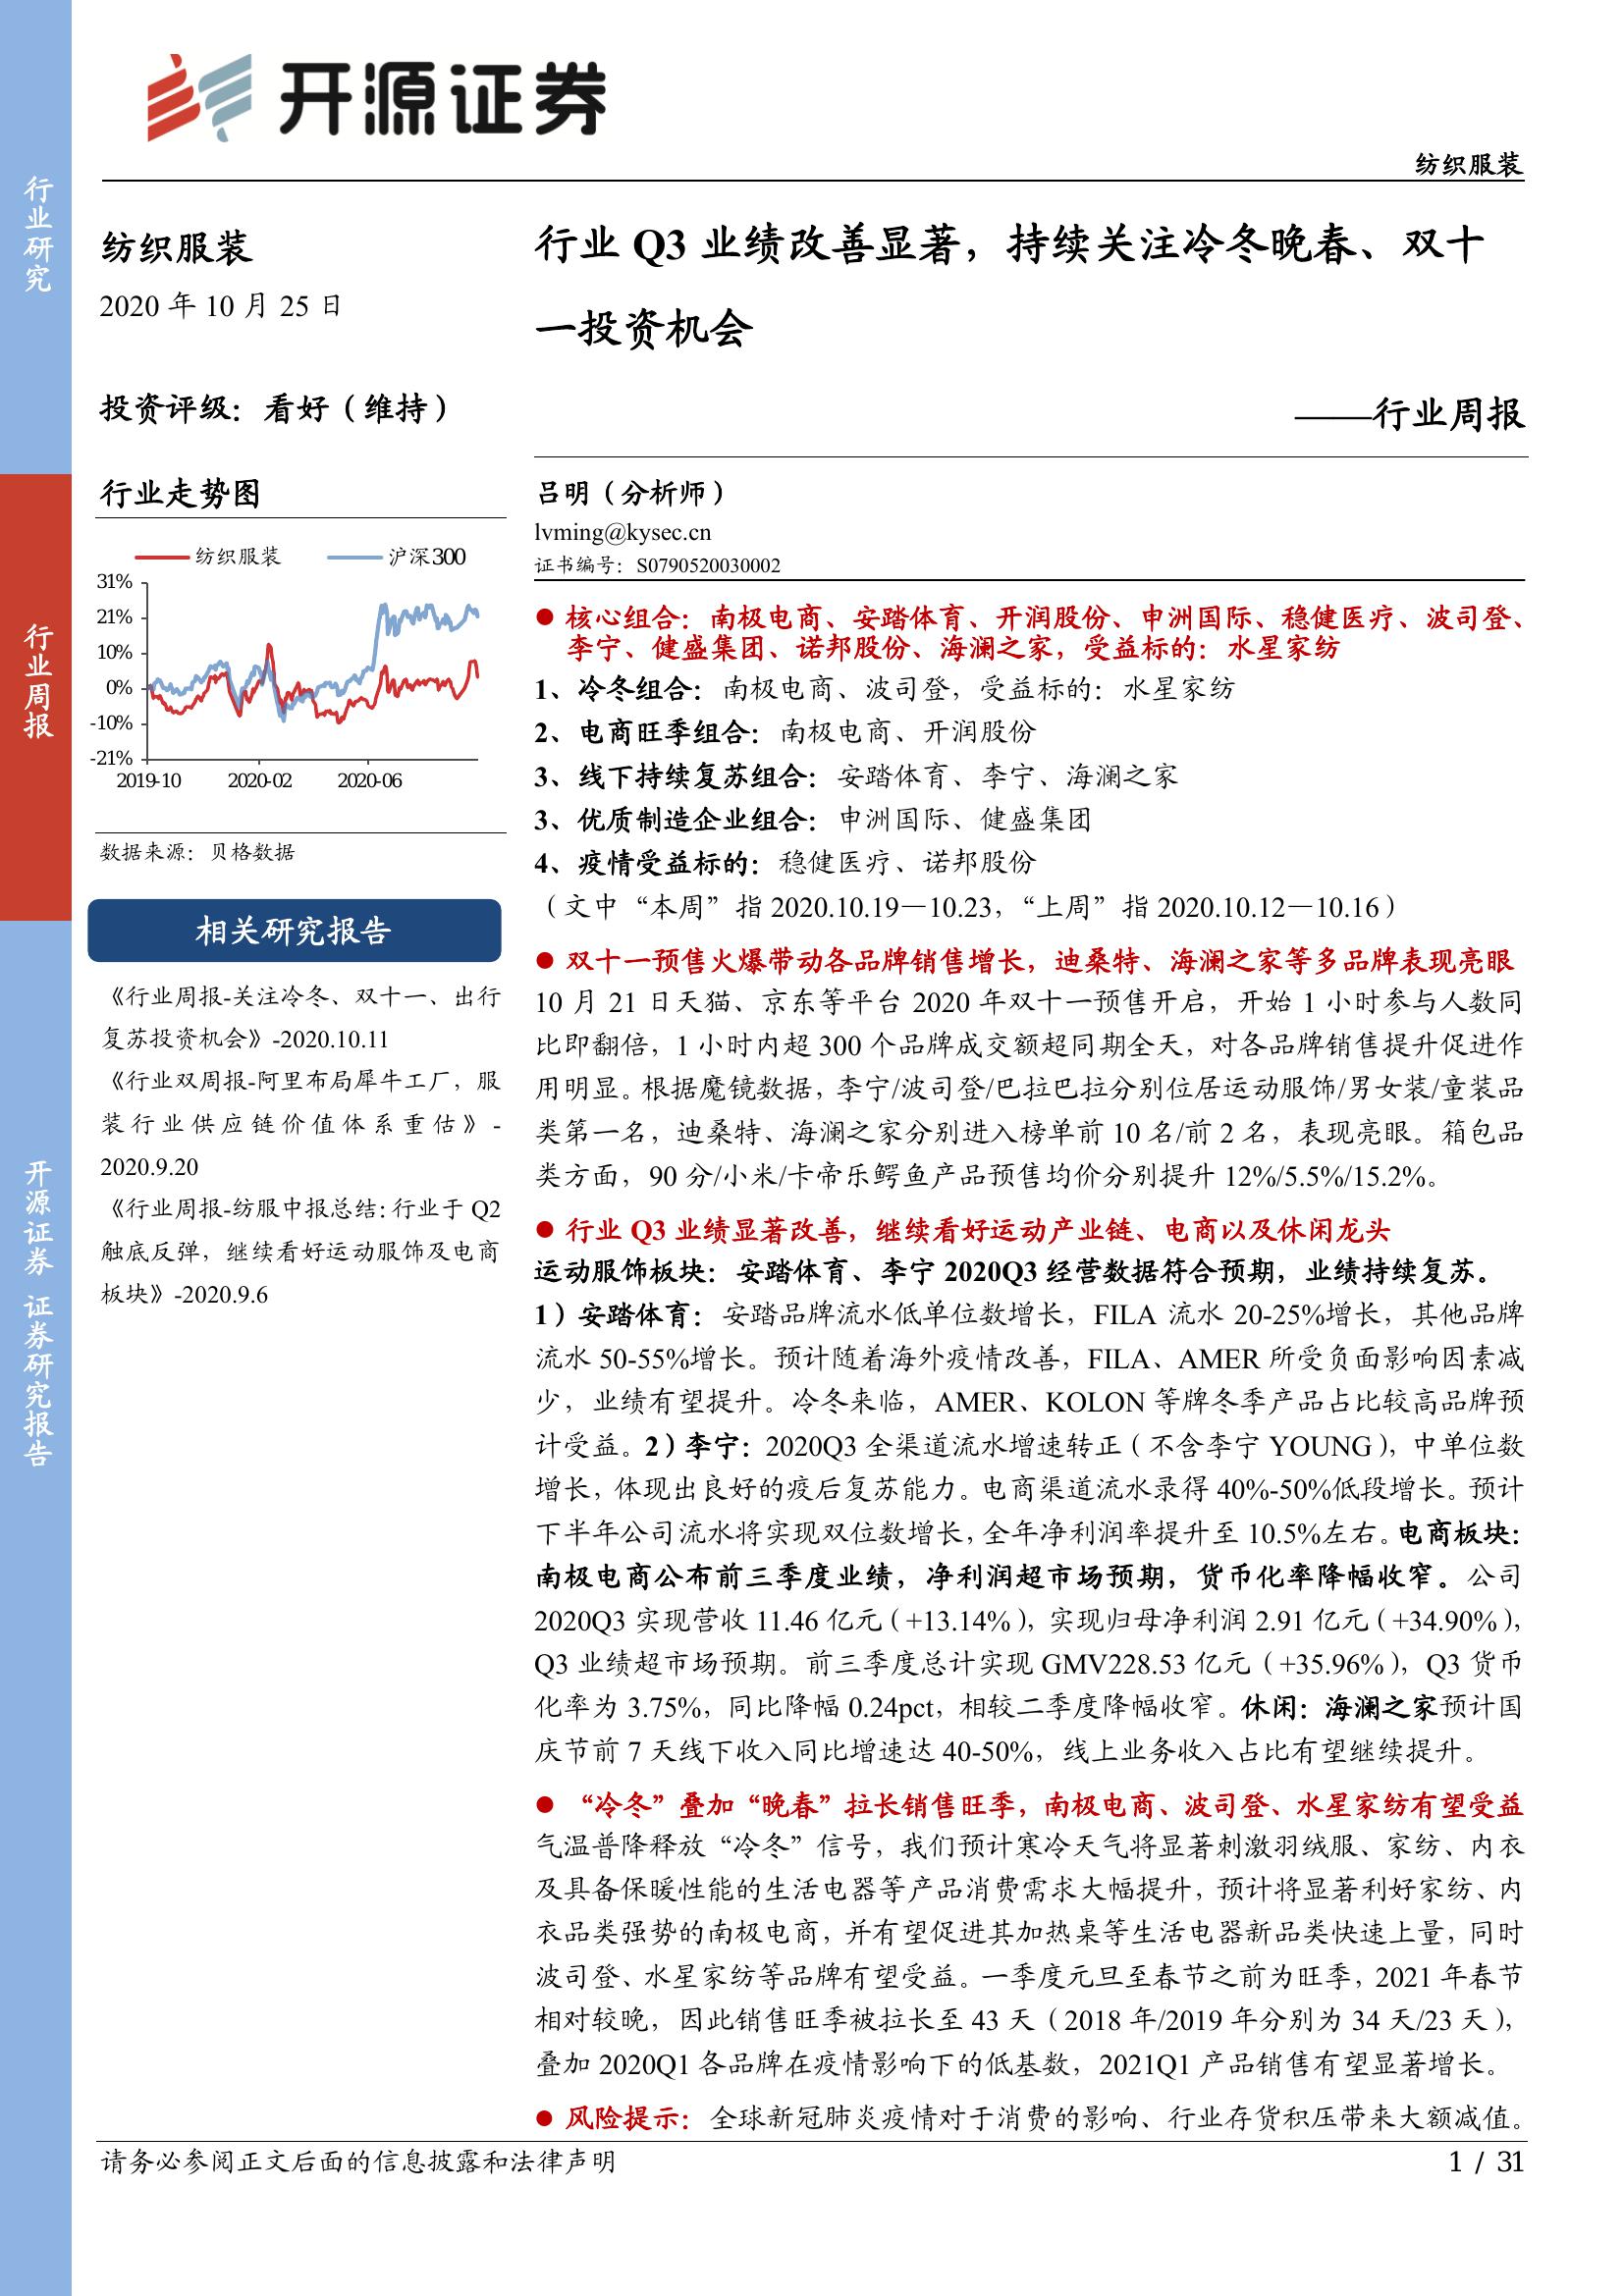 开源证券
纺织服装
行业研究
行业周报
开源证券 证券研究报告
纺织服装
2020 年 10 月 25 日
投资评级：看好（维持）
行业走势图
纺织服装 沪深300
31%
21%
10%
0%
-10%
-21%
2019-10 2020-02 2020-06
数据来源：贝格数据
相关研究报告
《行业周报-关注冷冬、双十一、出行
复苏投资机会》-2020.10.11
《行业双周报-阿里布局犀牛工厂，服
装行业供应链价值体系重估》-
2020.9.20
《行业周报-纺服中报总结：行业于 Q2
触底反弹，继续看好运动服饰及电商
板块》-2020.9.6
行业 Q3 业绩改善显著，持续关注冷冬晚春、双十
一投资机会
——行业周报
吕明（分析师）
lvming@kysec.cn
证书编号：S0790520030002
● 核心组合：南极电商、安踏体育、开润股份、申洲国际、稳健医疗、波司登、
李宁、健盛集团、诺邦股份、海澜之家，受益标的：水星家纺
1、冷冬组合：南极电商、波司登，受益标的：水星家纺
2、电商旺季组合：南极电商、开润股份
3、线下持续复苏组合：安踏体育、李宁、海澜之家
3、优质制造企业组合：申洲国际、健盛集团
4、疫情受益标的：稳健医疗、诺邦股份
（文中“本周”指 2020.10.19—10.23，“上周”指 2020.10.12—10.16）
● 双十一预售火爆带动各品牌销售增长，迪桑特、海澜之家等多品牌表现亮眼
10 月 21 日天猫、京东等平台 2020 年双十一预售开启，开始 1 小时参与人数同
比即翻倍，1 小时内超 300 个品牌成交额超同期全天，对各品牌销售提升促进作
用明显。根据魔镜数据，李宁/波司登/巴拉巴拉分别位居运动服饰/男女装/童装品
类第一名，迪桑特、海澜之家分别进入榜单前 10 名/前 2 名，表现亮眼。箱包品
类方面，90 分/小米/卡帝乐鳄鱼产品预售均价分别提升 12%/5.5%/15.2%。
● 行业 Q3 业绩显著改善，继续看好运动产业链、电商以及休闲龙头
运动服饰板块：安踏体育、李宁 2020Q3 经营数据符合预期，业绩持续复苏。
1）安踏体育：安踏品牌流水低单位数增长，FILA 流水 20-25%增长，其他品牌
流水 50-55%增长。预计随着海外疫情改善，FILA、AMER 所受负面影响因素减
少，业绩有望提升。冷冬来临，AMER、KOLON 等牌冬季产品占比较高品牌预
计受益。2）李宁：2020Q3 全渠道流水增速转正（不含李宁 YOUNG），中单位数
增长，体现出良好的疫后复苏能力。电商渠道流水录得 40%-50%低段增长。预计
下半年公司流水将实现双位数增长，全年净利润率提升至 10.5%左右。电商板块：
南极电商公布前三季度业绩，净利润超市场预期，货币化率降幅收窄。公司
2020Q3 实现营收 11.46 亿元（+13.14%），实现归母净利润 2.91 亿元（+34.90%），
Q3 业绩超市场预期。前三季度总计实现 GMV228.53 亿元（+35.96%），Q3 货币
化率为 3.75%，同比降幅 0.24pct，相较二季度降幅收窄。休闲：海澜之家预计国
庆节前 7 天线下收入同比增速达 40-50%，线上业务收入占比有望继续提升。
● “冷冬”叠加“晚春”拉长销售旺季，南极电商、波司登、水星家纺有望受益
气温普降释放“冷冬”信号，我们预计寒冷天气将显著刺激羽绒服、家纺、内衣
及具备保暖性能的生活电器等产品消费需求大幅提升，预计将显著利好家纺、内
衣品类强势的南极电商，并有望促进其加热桌等生活电器新品类快速上量，同时
波司登、水星家纺等品牌有望受益。一季度元旦至春节之前为旺季，2021 年春节
相对较晚，因此销售旺季被拉长至 43 天（2018 年/2019 年分别为 34 天/23 天），
叠加 2020Q1 各品牌在疫情影响下的低基数，2021Q1 产品销售有望显著增长。
● 风险提示：全球新冠肺炎疫情对于消费的影响、行业存货积压带来大额减值。
请务必参阅正文后面的信息披露和法律声明
1 / 31